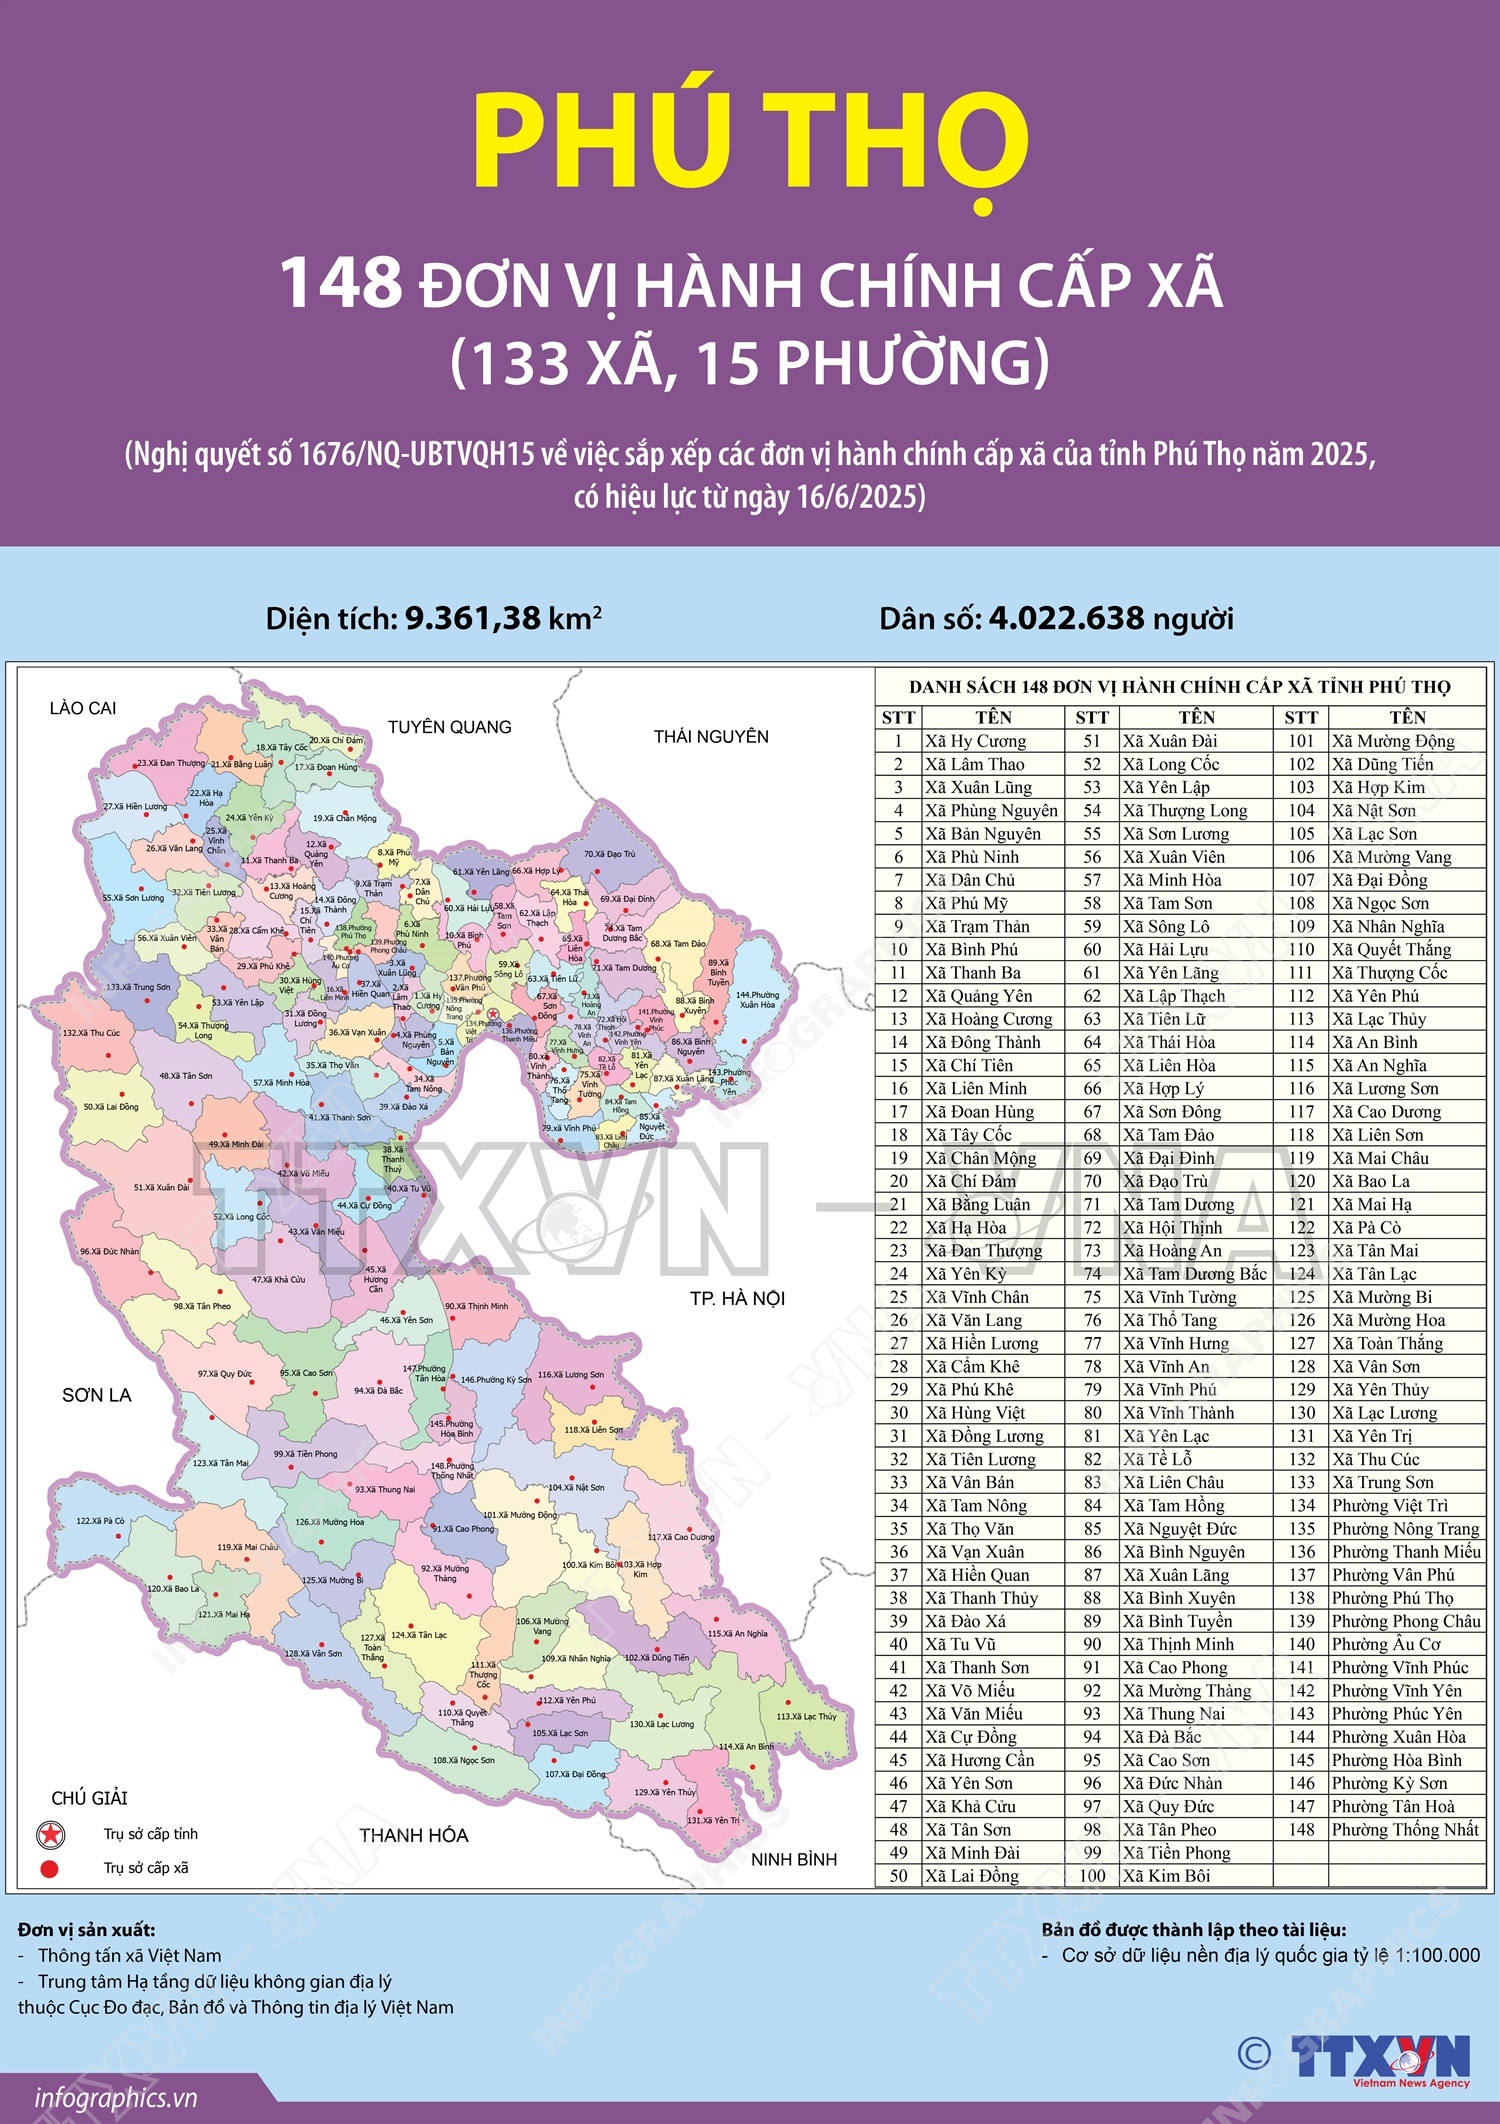 PHÚ THỌ
148 ĐƠN VỊ HÀNH CHÍNH CẤP XÃ
(133 XÃ, 15 PHƯỜNG)
(Nghị quyết số 1676/NQ-UBTVQH15 về việc sắp xếp các đơn vị hành chính cấp xã của tỉnh Phú Thọ năm 2025,
có hiệu lực từ ngày 16/6/2025)
Diện tích: 9.361,38 km²
Dân số: 4.022.638 người
LÀO CAI
TUYÊN QUANG
THÁI NGUYÊN
TP. HÀ NỘI
SƠN LA
THANH HÓA
NINH BÌNH
CHÚ GIẢI
Trụ sở cấp tỉnh
Trụ sở cấp xã
DANH SÁCH 148 ĐƠN VỊ HÀNH CHÍNH CẤP XÃ TỈNH PHÚ THỌ
STT TÊN STT TÊN STT TÊN
1 Xã Hy Cương 51 Xã Xuân Đài 101 Xã Mường Động
2 Xã Lâm Thao 52 Xã Long Cốc 102 Xã Dũng Tiến
3 Xã Xuân Lũng 53 Xã Yên Lập 103 Xã Hợp Kim
4 Xã Phùng Nguyên 54 Xã Thượng Long 104 Xã Nật Sơn
5 Xã Bản Nguyên 55 Xã Sơn Lương 105 Xã Lạc Sơn
6 Xã Phù Ninh 56 Xã Xuân Viên 106 Xã Mường Vang
7 Xã Dân Chủ 57 Xã Minh Hòa 107 Xã Đại Đồng
8 Xã Phú Mỹ 58 Xã Tam Sơn 108 Xã Ngọc Sơn
9 Xã Trạm Thản 59 Xã Sông Lô 109 Xã Nhân Nghĩa
10 Xã Bình Phú 60 Xã Hải Lựu 110 Xã Quyết Thắng
11 Xã Thanh Ba 61 Xã Yên Lãng 111 Xã Thượng Cốc
12 Xã Quảng Yên 62 Xã Lập Thạch 112 Xã Yên Phú
13 Xã Hoàng Cương 63 Xã Tiên Lữ 113 Xã Lạc Thủy
14 Xã Đông Thành 64 Xã Thái Hòa 114 Xã An Bình
15 Xã Chí Tiên 65 Xã Liên Hòa 115 Xã An Nghĩa
16 Xã Liên Minh 66 Xã Hợp Lý 116 Xã Lương Sơn
17 Xã Đoan Hùng 67 Xã Sơn Đông 117 Xã Cao Dương
18 Xã Tây Cốc 68 Xã Tam Đảo 118 Xã Liên Sơn
19 Xã Chân Mộng 69 Xã Đại Đình 119 Xã Mai Châu
20 Xã Chí Đám 70 Xã Đạo Trù 120 Xã Bao La
21 Xã Bằng Luân 71 Xã Tam Dương 121 Xã Mai Hạ
22 Xã Hạ Hòa 72 Xã Hội Thịnh 122 Xã Pà Cò
23 Xã Đan Thượng 73 Xã Hoàng An 123 Xã Tân Mai
24 Xã Yên Kỳ 74 Xã Tam Dương Bắc 124 Xã Tân Lạc
25 Xã Vĩnh Chân 75 Xã Vĩnh Tường 125 Xã Mường Bi
26 Xã Văn Lang 76 Xã Thổ Tang 126 Xã Mường Hoa
27 Xã Hiền Lương 77 Xã Vĩnh Hưng 127 Xã Toàn Thắng
28 Xã Cẩm Khê 78 Xã Vĩnh An 128 Xã Vân Sơn
29 Xã Phú Khê 79 Xã Vĩnh Phú 129 Xã Yên Thủy
30 Xã Hùng Việt 80 Xã Vĩnh Thành 130 Xã Lạc Lương
31 Xã Đồng Lương 81 Xã Yên Lạc 131 Xã Yên Trị
32 Xã Tiên Lương 82 Xã Tề Lỗ 132 Xã Thu Cúc
33 Xã Vân Bán 83 Xã Liên Châu 133 Xã Trung Sơn
34 Xã Tam Nông 84 Xã Tam Hồng 134 Phường Việt Trì
35 Xã Thọ Văn 85 Xã Nguyệt Đức 135 Phường Nông Trang
36 Xã Vạn Xuân 86 Xã Bình Nguyên 136 Phường Thanh Miếu
37 Xã Hiền Quan 87 Xã Xuân Lãng 137 Phường Vân Phú
38 Xã Thanh Thủy 88 Xã Bình Xuyên 138 Phường Phú Thọ
39 Xã Đào Xá 89 Xã Bình Tuyền 139 Phường Phong Châu
40 Xã Tu Vũ 90 Xã Thịnh Minh 140 Phường Âu Cơ
41 Xã Thanh Sơn 91 Xã Cao Phong 141 Phường Vĩnh Phúc
42 Xã Võ Miếu 92 Xã Mường Thàng 142 Phường Vĩnh Yên
43 Xã Văn Miếu 93 Xã Thung Nai 143 Phường Phúc Yên
44 Xã Cự Đồng 94 Xã Đà Bắc 144 Phường Xuân Hòa
45 Xã Hương Cần 95 Xã Cao Sơn 145 Phường Hòa Bình
46 Xã Yên Sơn 96 Xã Đức Nhàn 146 Phường Kỳ Sơn
47 Xã Khả Cửu 97 Xã Quy Đức 147 Phường Tân Hoà
48 Xã Tân Sơn 98 Xã Tân Pheo 148 Phường Thống Nhất
49 Xã Minh Đài 99 Xã Tiền Phong
50 Xã Lai Đồng 100 Xã Kim Bôi
Đơn vị sản xuất:
- Thông tấn xã Việt Nam
- Trung tâm Hạ tầng dữ liệu không gian địa lý
thuộc Cục Đo đạc, Bản đồ và Thông tin địa lý Việt Nam
Bản đồ được thành lập theo tài liệu:
- Cơ sở dữ liệu nền địa lý quốc gia tỷ lệ 1:100.000
© TTXVN
Vietnam News Agency
infographics.vn